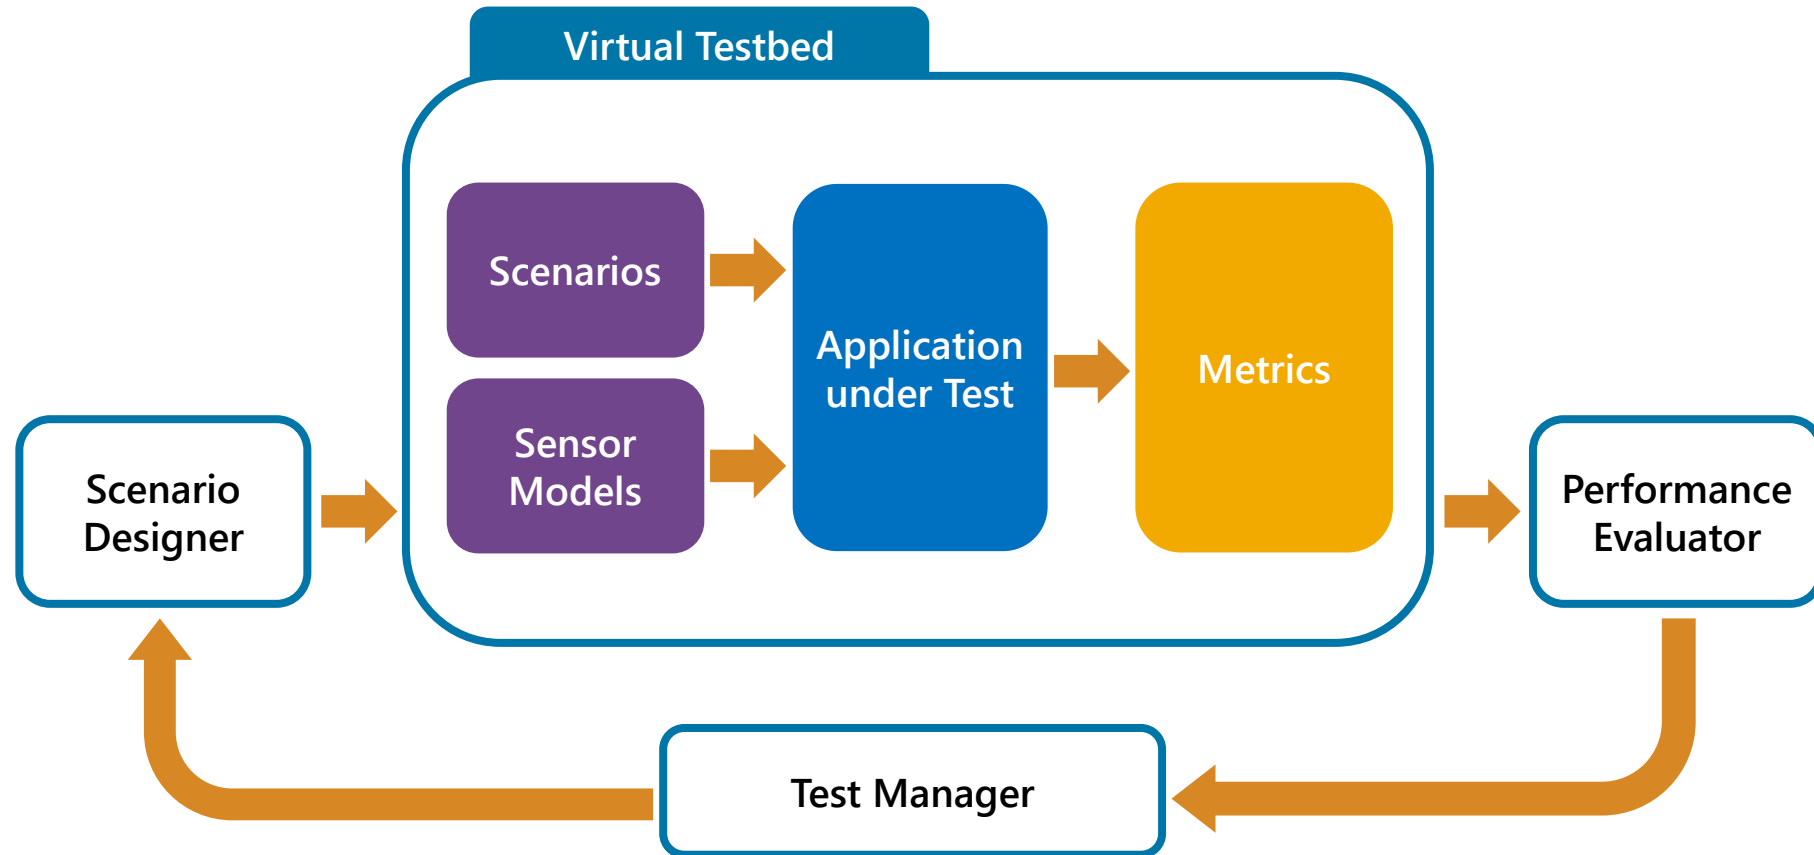 Virtual Testbed
Scenarios
Sensor
Models
Application
under Test
Metrics
Scenario
Designer
Performance
Evaluator
Test Manager